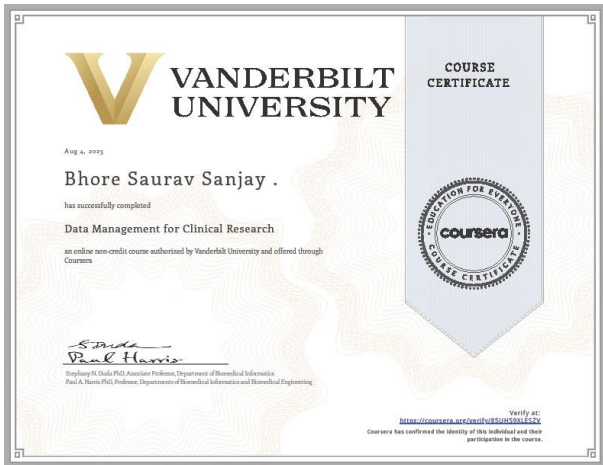 VANDERBILT
UNIVERSITY
COURSE
CERTIFICATE
Aug 4, 2023
Bhore Saurav Sanjay .
has successfully completed
Data Management for Clinical Research
an online non-credit course authorized by Vanderbilt University and offered through
Coursera
EDUCATION FOR EVERYONE
coursera
COURSE CERTIFICATE
S Duda
Paul Harris
Stephany N. Duda PhD, Associate Professor, Department of Biomedical Informatics
Paul A. Harris PhD, Professor, Departments of Biomedical Informatics and Biomedical Engineering
Verify at:
https://coursera.org/verify/85UH59XLESZV
Coursera has confirmed the identity of this individual and their
participation in the course.